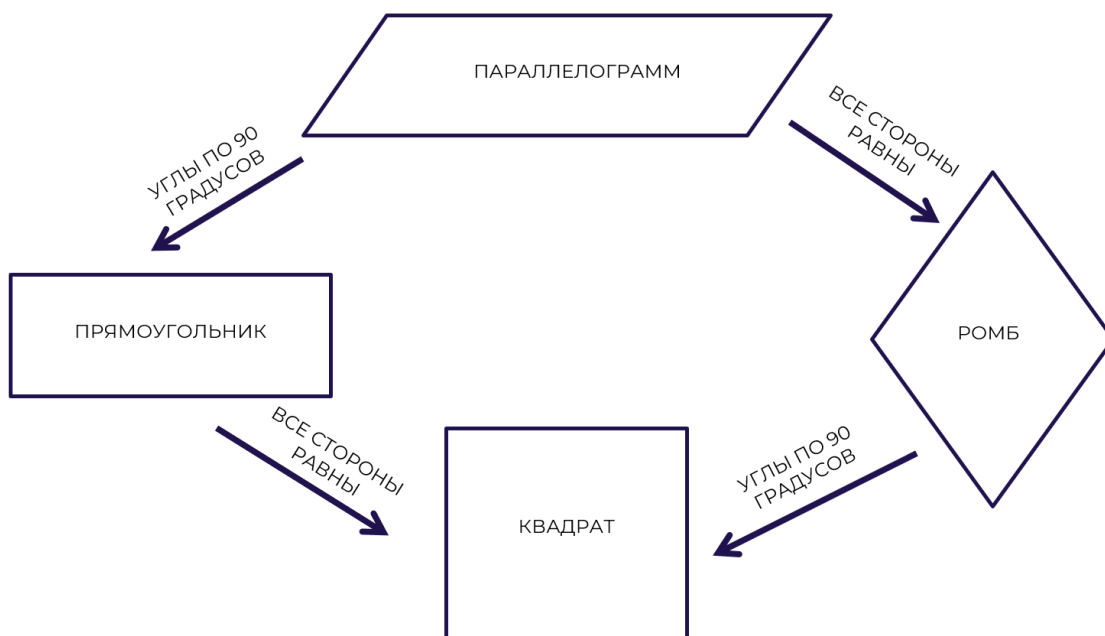 ПАРАЛЛЕЛОГРАММ
УГЛЫ ПО 90
ГРАДУСОВ
ВСЕ СТОРОНЫ
РАВНЫ
ПРЯМОУГОЛЬНИК
РОМБ
ВСЕ СТОРОНЫ
РАВНЫ
УГЛЫ ПО 90
ГРАДУСОВ
КВАДРАТ